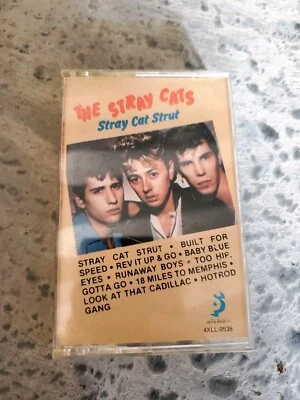 THE STRAY CATS
Stray Cat Strut
STRAY CAT STRUT • BUILT FOR
SPEED • REV IT UP & GO • BABY BLUE
EYES • RUNAWAY BOYS • TOO HIP,
GOTTA GO • 18 MILES TO MEMPHIS •
LOOK AT THAT CADILLAC • HOTROD
GANG
4XLL-9538